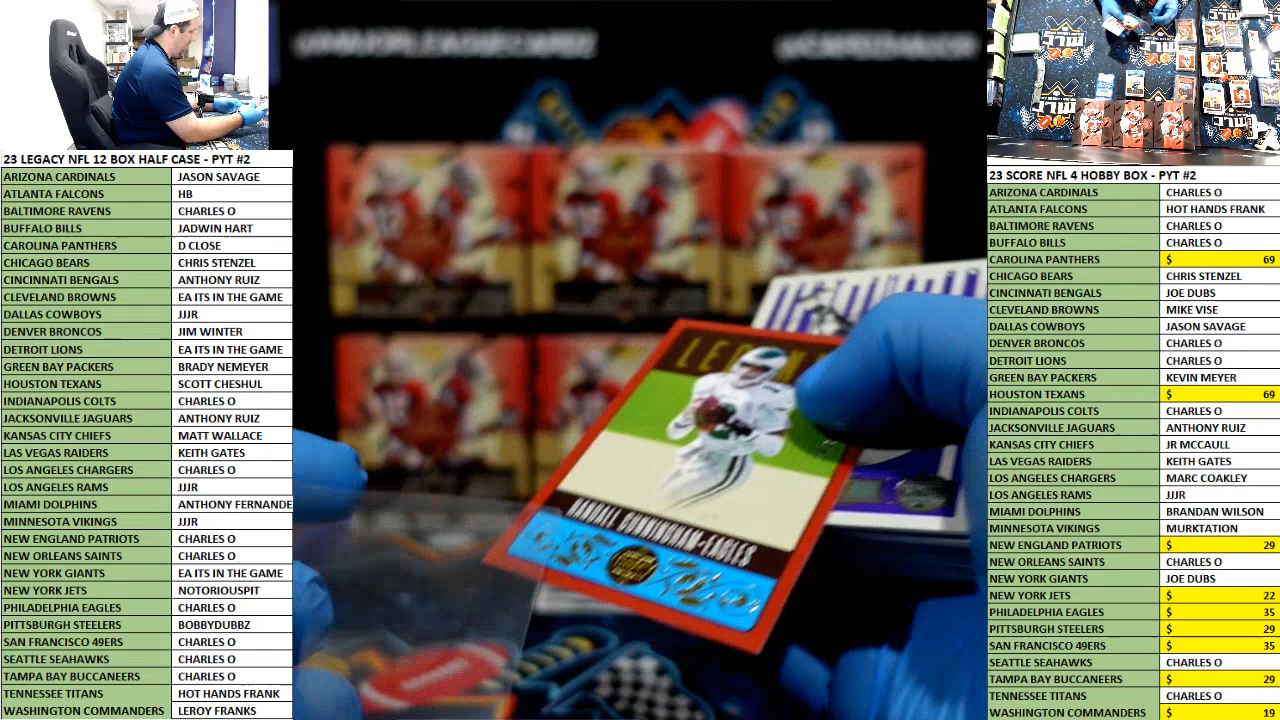 23 LEGACY NFL 12 BOX HALF CASE - PYT #2
ARIZONA CARDINALS JASON SAVAGE
ATLANTA FALCONS HB
BALTIMORE RAVENS CHARLES O
BUFFALO BILLS JADWIN HART
CAROLINA PANTHERS D CLOSE
CHICAGO BEARS CHRIS STENZEL
CINCINNATI BENGALS ANTHONY RUIZ
CLEVELAND BROWNS EA ITS IN THE GAME
DALLAS COWBOYS JJJR
DENVER BRONCOS JIM WINTER
DETROIT LIONS EA ITS IN THE GAME
GREEN BAY PACKERS BRADY NEMEYER
HOUSTON TEXANS SCOTT CHESHUL
INDIANAPOLIS COLTS CHARLES O
JACKSONVILLE JAGUARS ANTHONY RUIZ
KANSAS CITY CHIEFS MATT WALLACE
LAS VEGAS RAIDERS KEITH GATES
LOS ANGELES CHARGERS CHARLES O
LOS ANGELES RAMS JJJR
MIAMI DOLPHINS ANTHONY FERNANDE
MINNESOTA VIKINGS JJJR
NEW ENGLAND PATRIOTS CHARLES O
NEW ORLEANS SAINTS CHARLES O
NEW YORK GIANTS EA ITS IN THE GAME
NEW YORK JETS NOTORIOUSPIT
PHILADELPHIA EAGLES CHARLES O
PITTSBURGH STEELERS BOBBYDUBBZ
SAN FRANCISCO 49ERS CHARLES O
SEATTLE SEAHAWKS CHARLES O
TAMPA BAY BUCCANEERS CHARLES O
TENNESSEE TITANS HOT HANDS FRANK
WASHINGTON COMMANDERS LEROY FRANKS
RANDALL CUNNINGHAM-EAGLES
23 SCORE NFL 4 HOBBY BOX - PYT #2
ARIZONA CARDINALS CHARLES O
ATLANTA FALCONS HOT HANDS FRANK
BALTIMORE RAVENS CHARLES O
BUFFALO BILLS CHARLES O
CAROLINA PANTHERS $ 69
CHICAGO BEARS CHRIS STENZEL
CINCINNATI BENGALS JOE DUBS
CLEVELAND BROWNS MIKE VISE
DALLAS COWBOYS JASON SAVAGE
DENVER BRONCOS CHARLES O
DETROIT LIONS CHARLES O
GREEN BAY PACKERS KEVIN MEYER
HOUSTON TEXANS $ 69
INDIANAPOLIS COLTS CHARLES O
JACKSONVILLE JAGUARS ANTHONY RUIZ
KANSAS CITY CHIEFS JR MCCAULL
LAS VEGAS RAIDERS KEITH GATES
LOS ANGELES CHARGERS MARC COAKLEY
LOS ANGELES RAMS JJJR
MIAMI DOLPHINS BRANDAN WILSON
MINNESOTA VIKINGS MURKTATION
NEW ENGLAND PATRIOTS $ 29
NEW ORLEANS SAINTS CHARLES O
NEW YORK GIANTS JOE DUBS
NEW YORK JETS $ 22
PHILADELPHIA EAGLES $ 35
PITTSBURGH STEELERS $ 29
SAN FRANCISCO 49ERS $ 35
SEATTLE SEAHAWKS CHARLES O
TAMPA BAY BUCCANEERS $ 29
TENNESSEE TITANS CHARLES O
WASHINGTON COMMANDERS $ 19